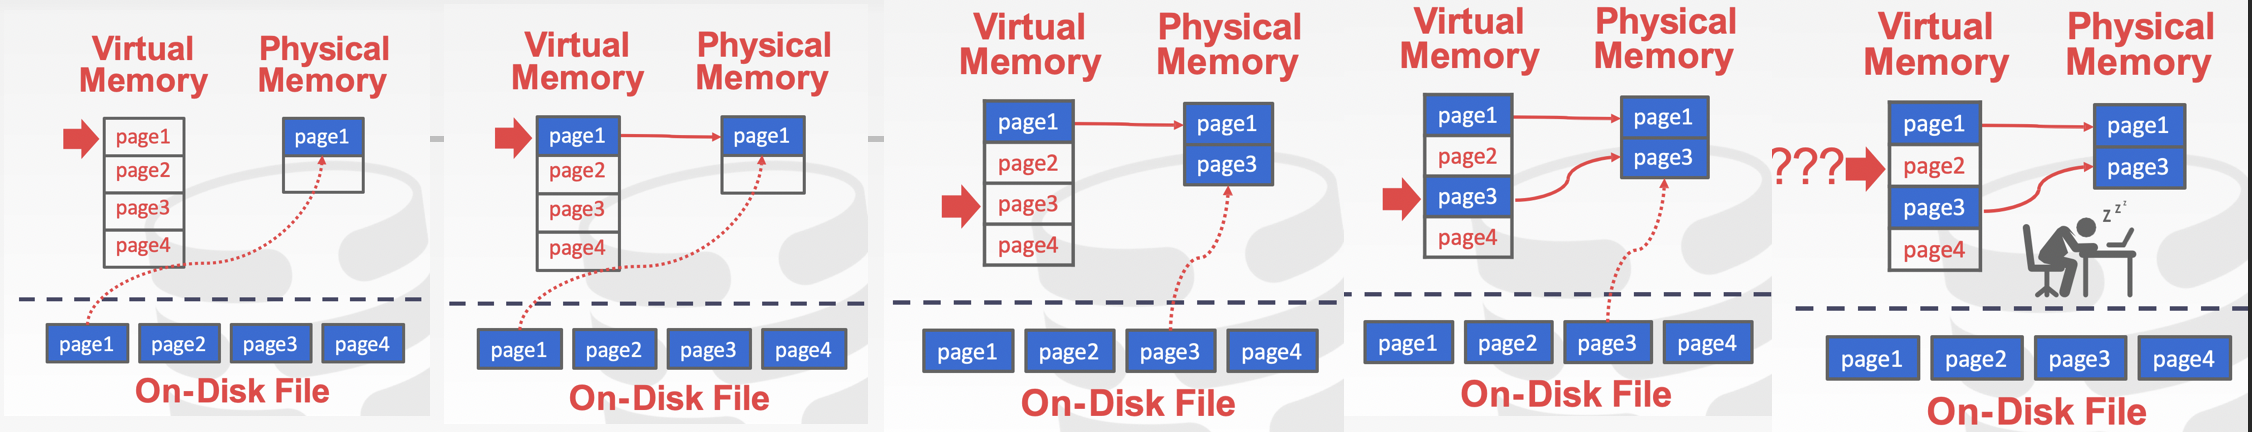 Virtual
Memory
Physical
Memory
page1
page2
page3
page4
page1
page1
page2
page3
page4
On-Disk File
Virtual
Memory
Physical
Memory
page1
page2
page3
page4
page1
page1
page2
page3
page4
On-Disk File
Virtual
Memory
Physical
Memory
page1
page2
page3
page4
page1
page3
page1
page2
page3
page4
On-Disk File
Virtual
Memory
Physical
Memory
page1
page2
page3
page4
page1
page3
page1
page2
page3
page4
On-Disk File
Virtual
Memory
Physical
Memory
???
page1
page2
page3
page4
page1
page3
z z z
page1
page2
page3
page4
On-Disk File